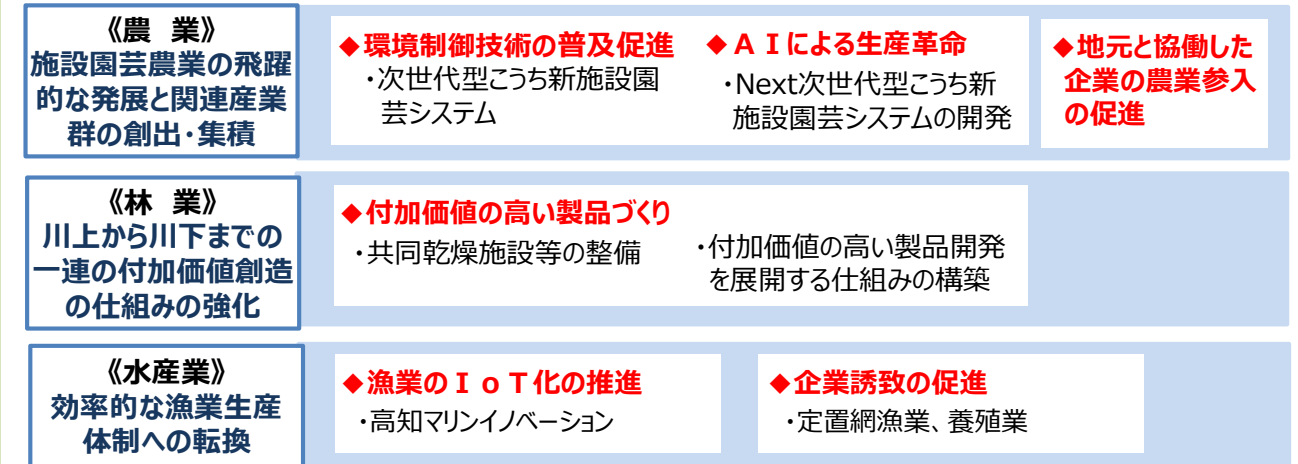 《農　業》
施設園芸農業の飛躍
的な発展と関連産業
群の創出・集積
◆環境制御技術の普及促進
・次世代型こうち新施設園
芸システム
◆ＡＩによる生産革命
・Next次世代型こうち新
施設園芸システムの開発
◆地元と協働した
企業の農業参入
の促進
《林　業》
川上から川下までの
一連の付加価値創造
の仕組みの強化
◆付加価値の高い製品づくり
・共同乾燥施設等の整備
・付加価値の高い製品開発
を展開する仕組みの構築
《水産業》
効率的な漁業生産
体制への転換
◆漁業のＩｏＴ化の推進
・高知マリンイノベーション
◆企業誘致の促進
・定置網漁業、養殖業